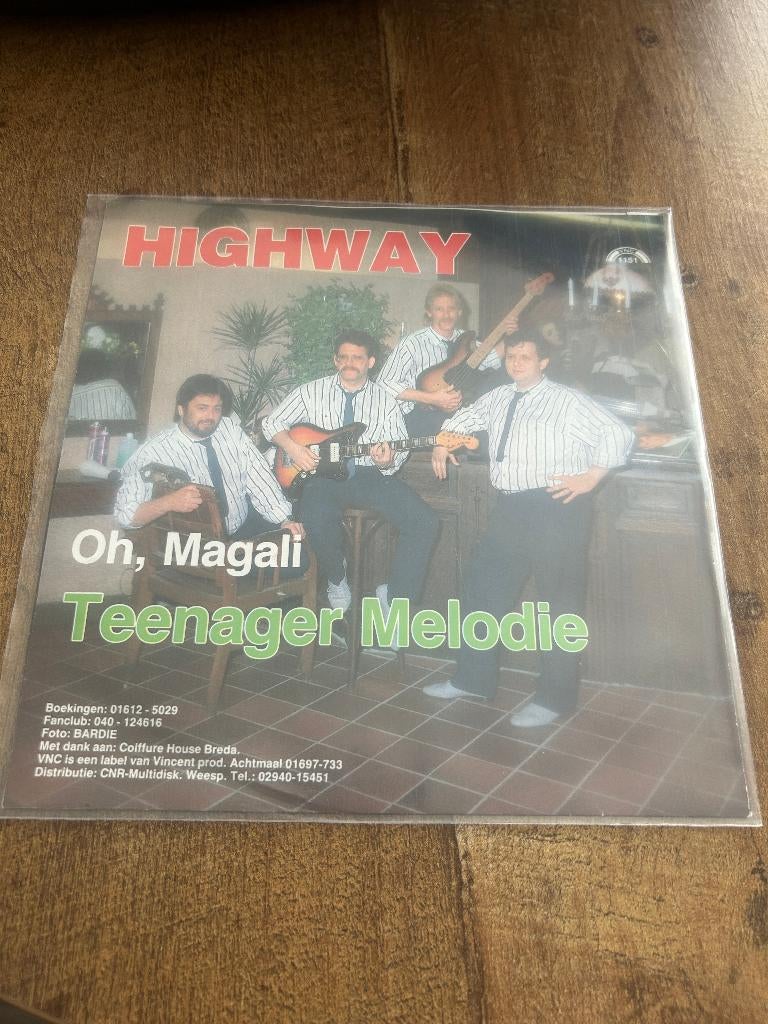 HIGHWAY
1151
Oh, Magali
Teenager Melodie
Boekingen: 01612 - 5029
Fanclub: 040 - 124616
Foto: BARDIE
Met dank aan: Coiffure House Breda.
VNC is een label van Vincent prod. Achtmaal 01697-733
Distributie: CNR-Multidisk. Weesp. Tel.: 02940-15451